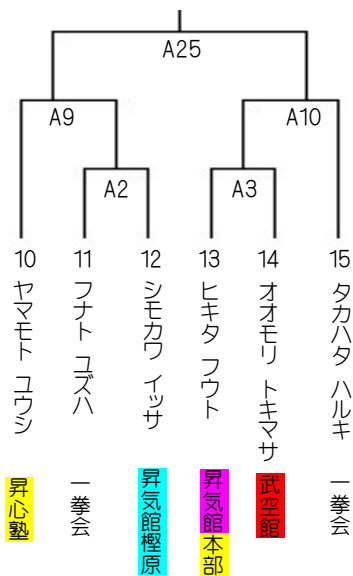 A25
A9
A10
A2
A3
10
ヤマモト ユウシ
昇心塾
11
フナト ユズハ
一拳会
12
シモカワ イッサ
昇気館樫原
13
ヒキタ フウト
昇気館本部
14
オオモリ トキマサ
武空館
15
タカハタ ハルキ
一拳会